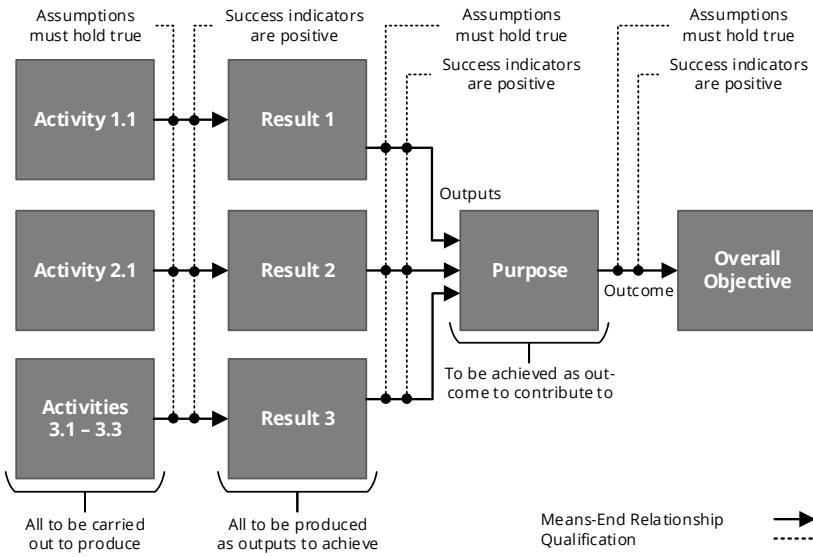 Assumptions
must hold true
Success indicators
are positive
Assumptions
must hold true
Success indicators
are positive
Assumptions
must hold true
Success indicators
are positive
Activity 1.1
Result 1
Outputs
Activity 2.1
Result 2
Purpose
Outcome
Overall
Objective
To be achieved as out-
come to contribute to
Activities
3.1 – 3.3
Result 3
All to be carried
out to produce
All to be produced
as outputs to achieve
Means-End Relationship
Qualification